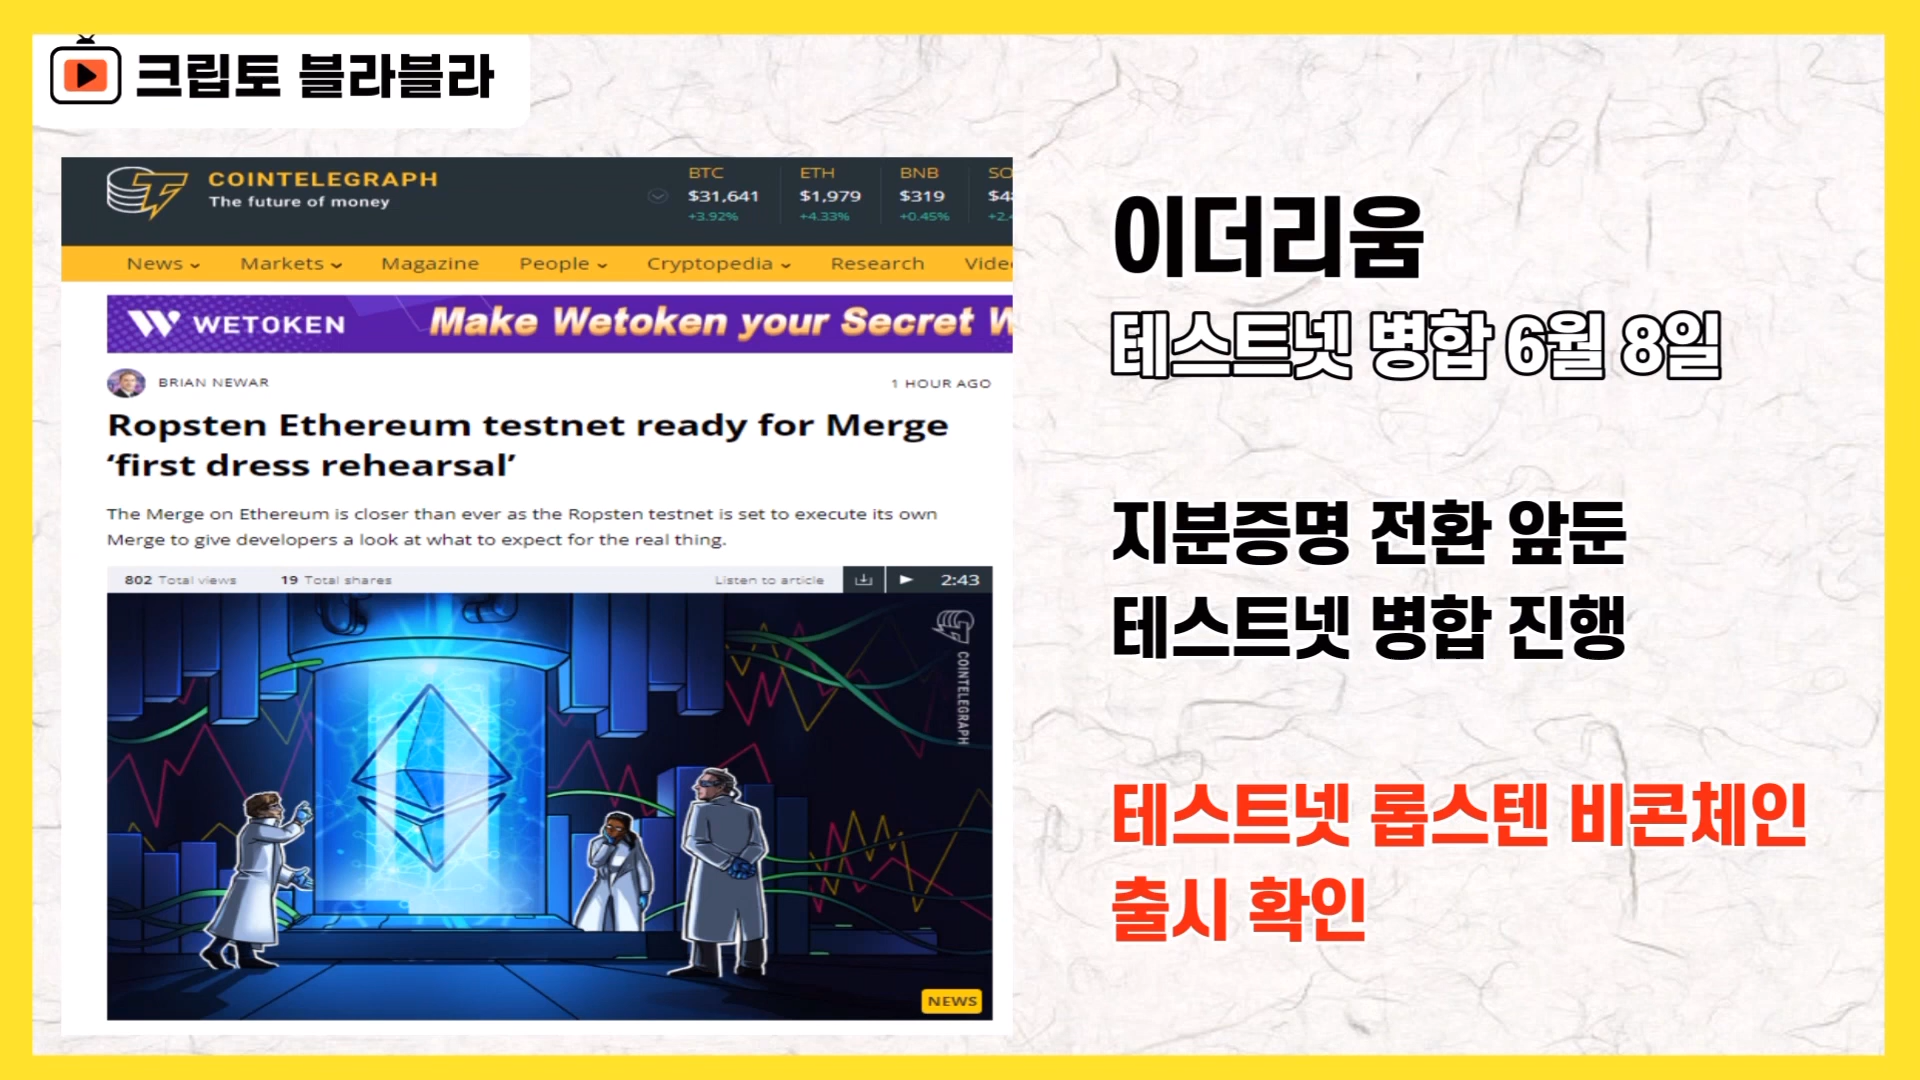 크립토 블라블라
COINTELEGRAPH
The future of money
BTC ETH BNB
$31,641 $1,979 $319
+3.92% +4.33% +0.45%
News Markets Magazine People Cryptopedia Research
WETOKEN Make Wetoken your Secret
BRIAN NEWAR 1 HOUR AGO
Ropsten Ethereum testnet ready for Merge
‘first dress rehearsal’
The Merge on Ethereum is closer than ever as the Ropsten testnet is set to execute its own
Merge to give developers a look at what to expect for the real thing.
802 Total views 19 Total shares Listen to article 2:43
COINTELEGRAPH
NEWS
이더리움
테스트넷 병합 6월 8일
지분증명 전환 앞둔
테스트넷 병합 진행
테스트넷 롭스텐 비콘체인
출시 확인